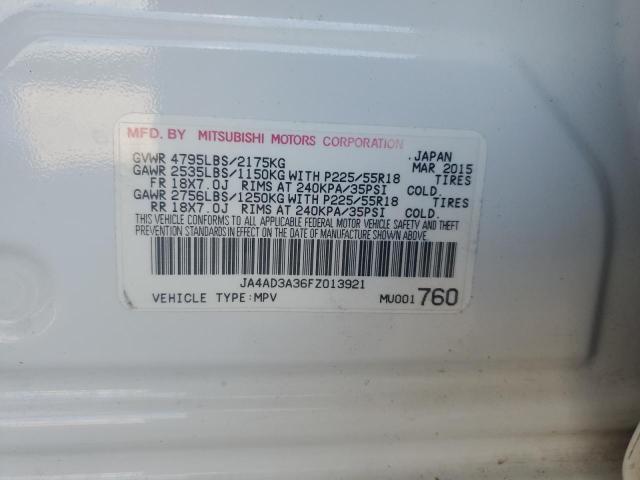 MFD. BY MITSUBISHI MOTORS CORPORATION
GVWR 4795LBS/2175KG JAPAN MAR 2015
GAWR 2535LBS/1150KG WITH P225/55R18 TIRES
FR 18X7.0J RIMS AT 240KPA/35PSI COLD.
GAWR 2756LBS/1250KG WITH P225/55R18 TIRES
RR 18X7.0J RIMS AT 240KPA/35PSI COLD.
THIS VEHICLE CONFORMS TO ALL APPLICABLE FEDERAL MOTOR VEHICLE SAFETY AND THEFT
PREVENTION STANDARDS IN EFFECT ON THE DATE OF MANUFACTURE SHOWN ABOVE.
JA4AD3A36FZ013921
VEHICLE TYPE:MPV MU001760